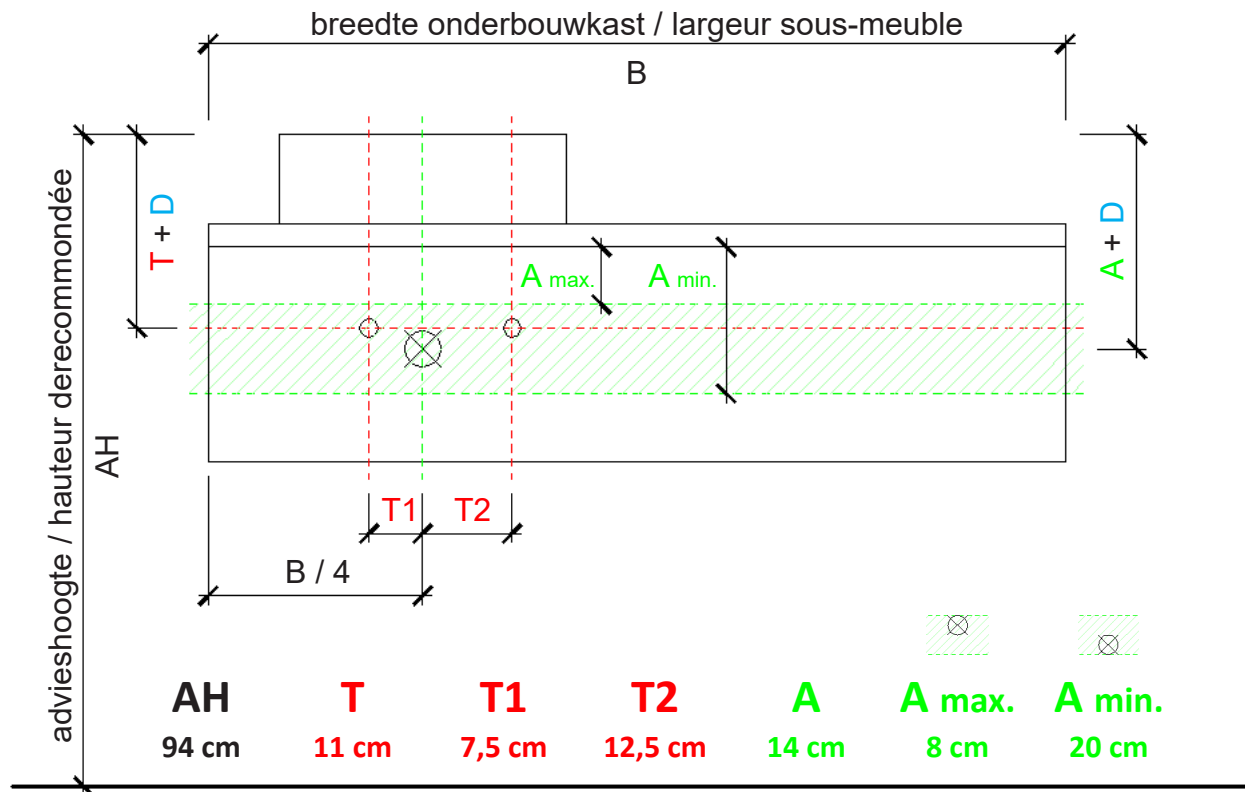 breedte onderbouwkast / largeur sous-meuble
B
advieshoogte / hauteur derecommondée
AH
T + D
A + D
A max.
A min.
T1
T2
B / 4
AH T T1 T2 A A max. A min.
94 cm 11 cm 7,5 cm 12,5 cm 14 cm 8 cm 20 cm